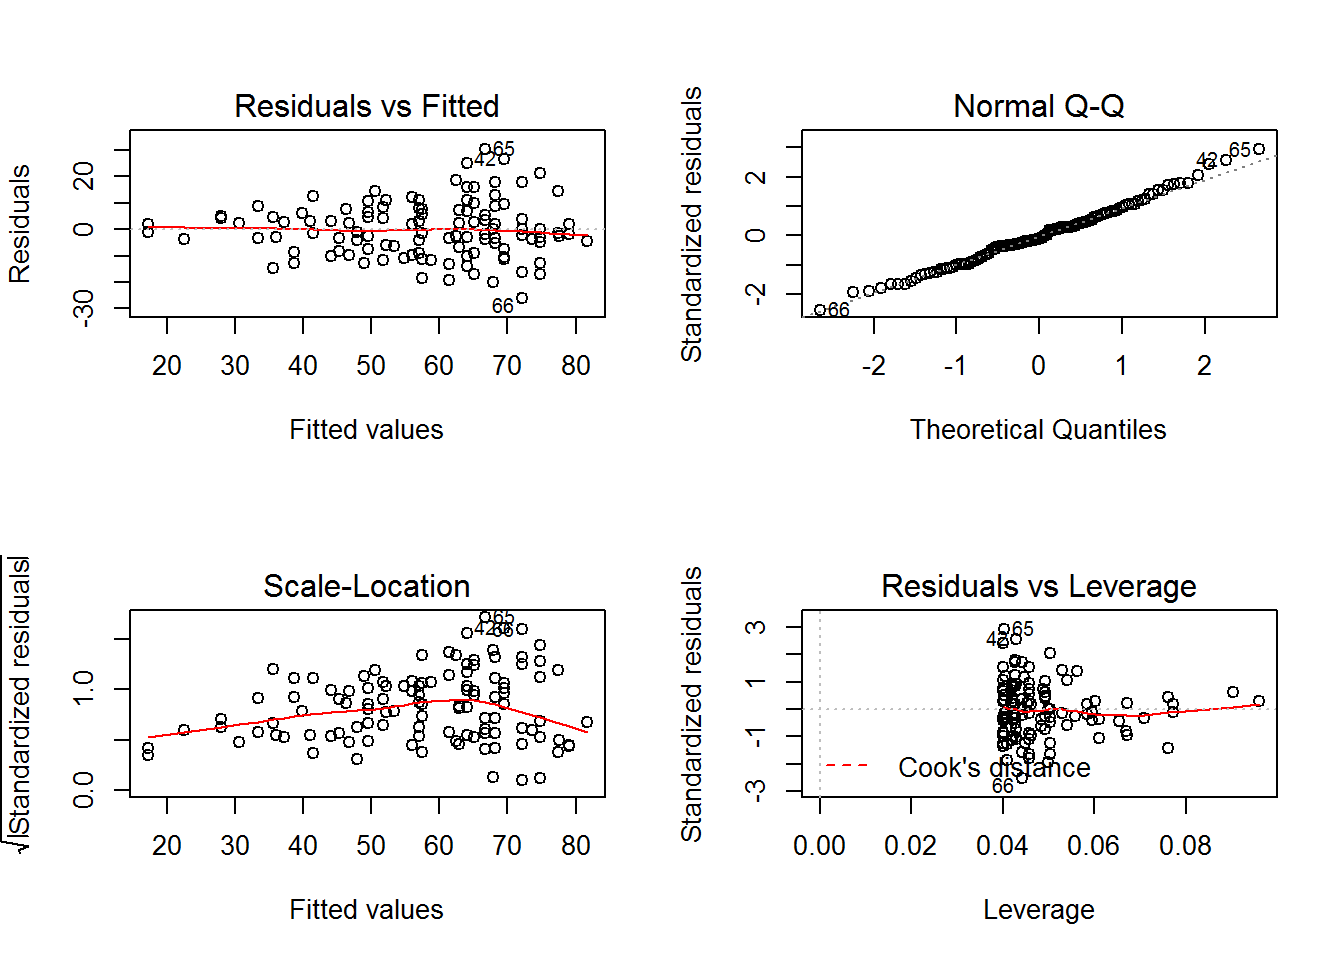 Residuals vs Fitted
Residuals
20
0
-30
65
42
66
20 30 40 50 60 70 80
Fitted values
Normal Q-Q
Standardized residuals
2
0
-2
65
42
66
-2 -1 0 1 2
Theoretical Quantiles
Scale-Location
√|Standardized residuals|
1.0
0.0
65
42
66
20 30 40 50 60 70 80
Fitted values
Residuals vs Leverage
Standardized residuals
3
1
-1
-3
65
42
Cook's distance
66
0.00 0.02 0.04 0.06 0.08
Leverage